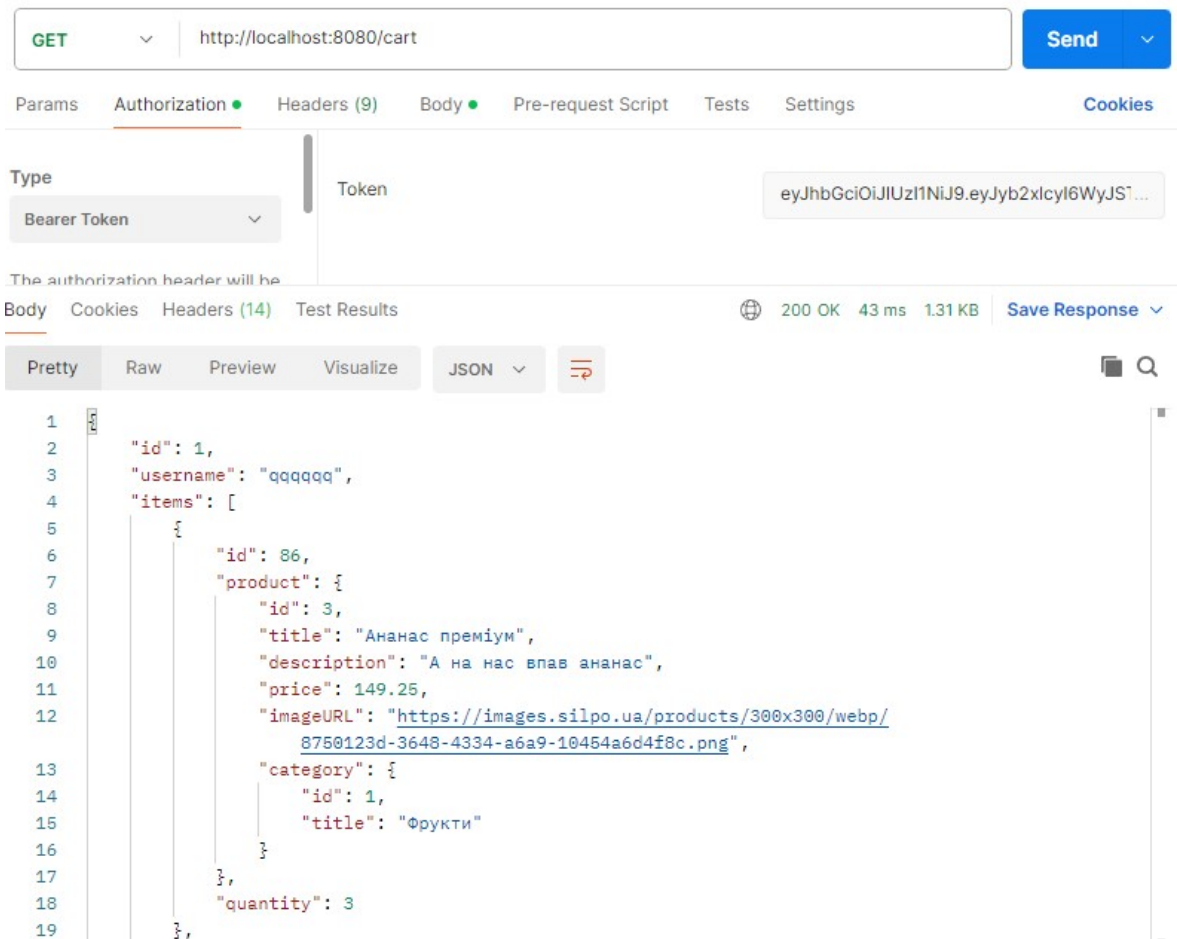 GET http://localhost:8080/cart Send
Params Authorization Headers (9) Body Pre-request Script Tests Settings Cookies
Type
Token eyJhbGciOiJIUzI1NiJ9.eyJyb2xlcyI6WyJST...
Bearer Token
The authorization header will be
Body Cookies Headers (14) Test Results 200 OK 43 ms 1.31 KB Save Response
Pretty Raw Preview Visualize JSON
1 {
2 "id": 1,
3 "username": "qqqqqq",
4 "items": [
5 {
6 "id": 86,
7 "product": {
8 "id": 3,
9 "title": "Ананас преміум",
10 "description": "А на нас впав ананас",
11 "price": 149.25,
12 "imageURL": "https://images.silpo.ua/products/300x300/webp/
8750123d-3648-4334-a6a9-10454a6d4f8c.png",
13 "category": {
14 "id": 1,
15 "title": "Фрукти"
16 }
17 },
18 "quantity": 3
19 },